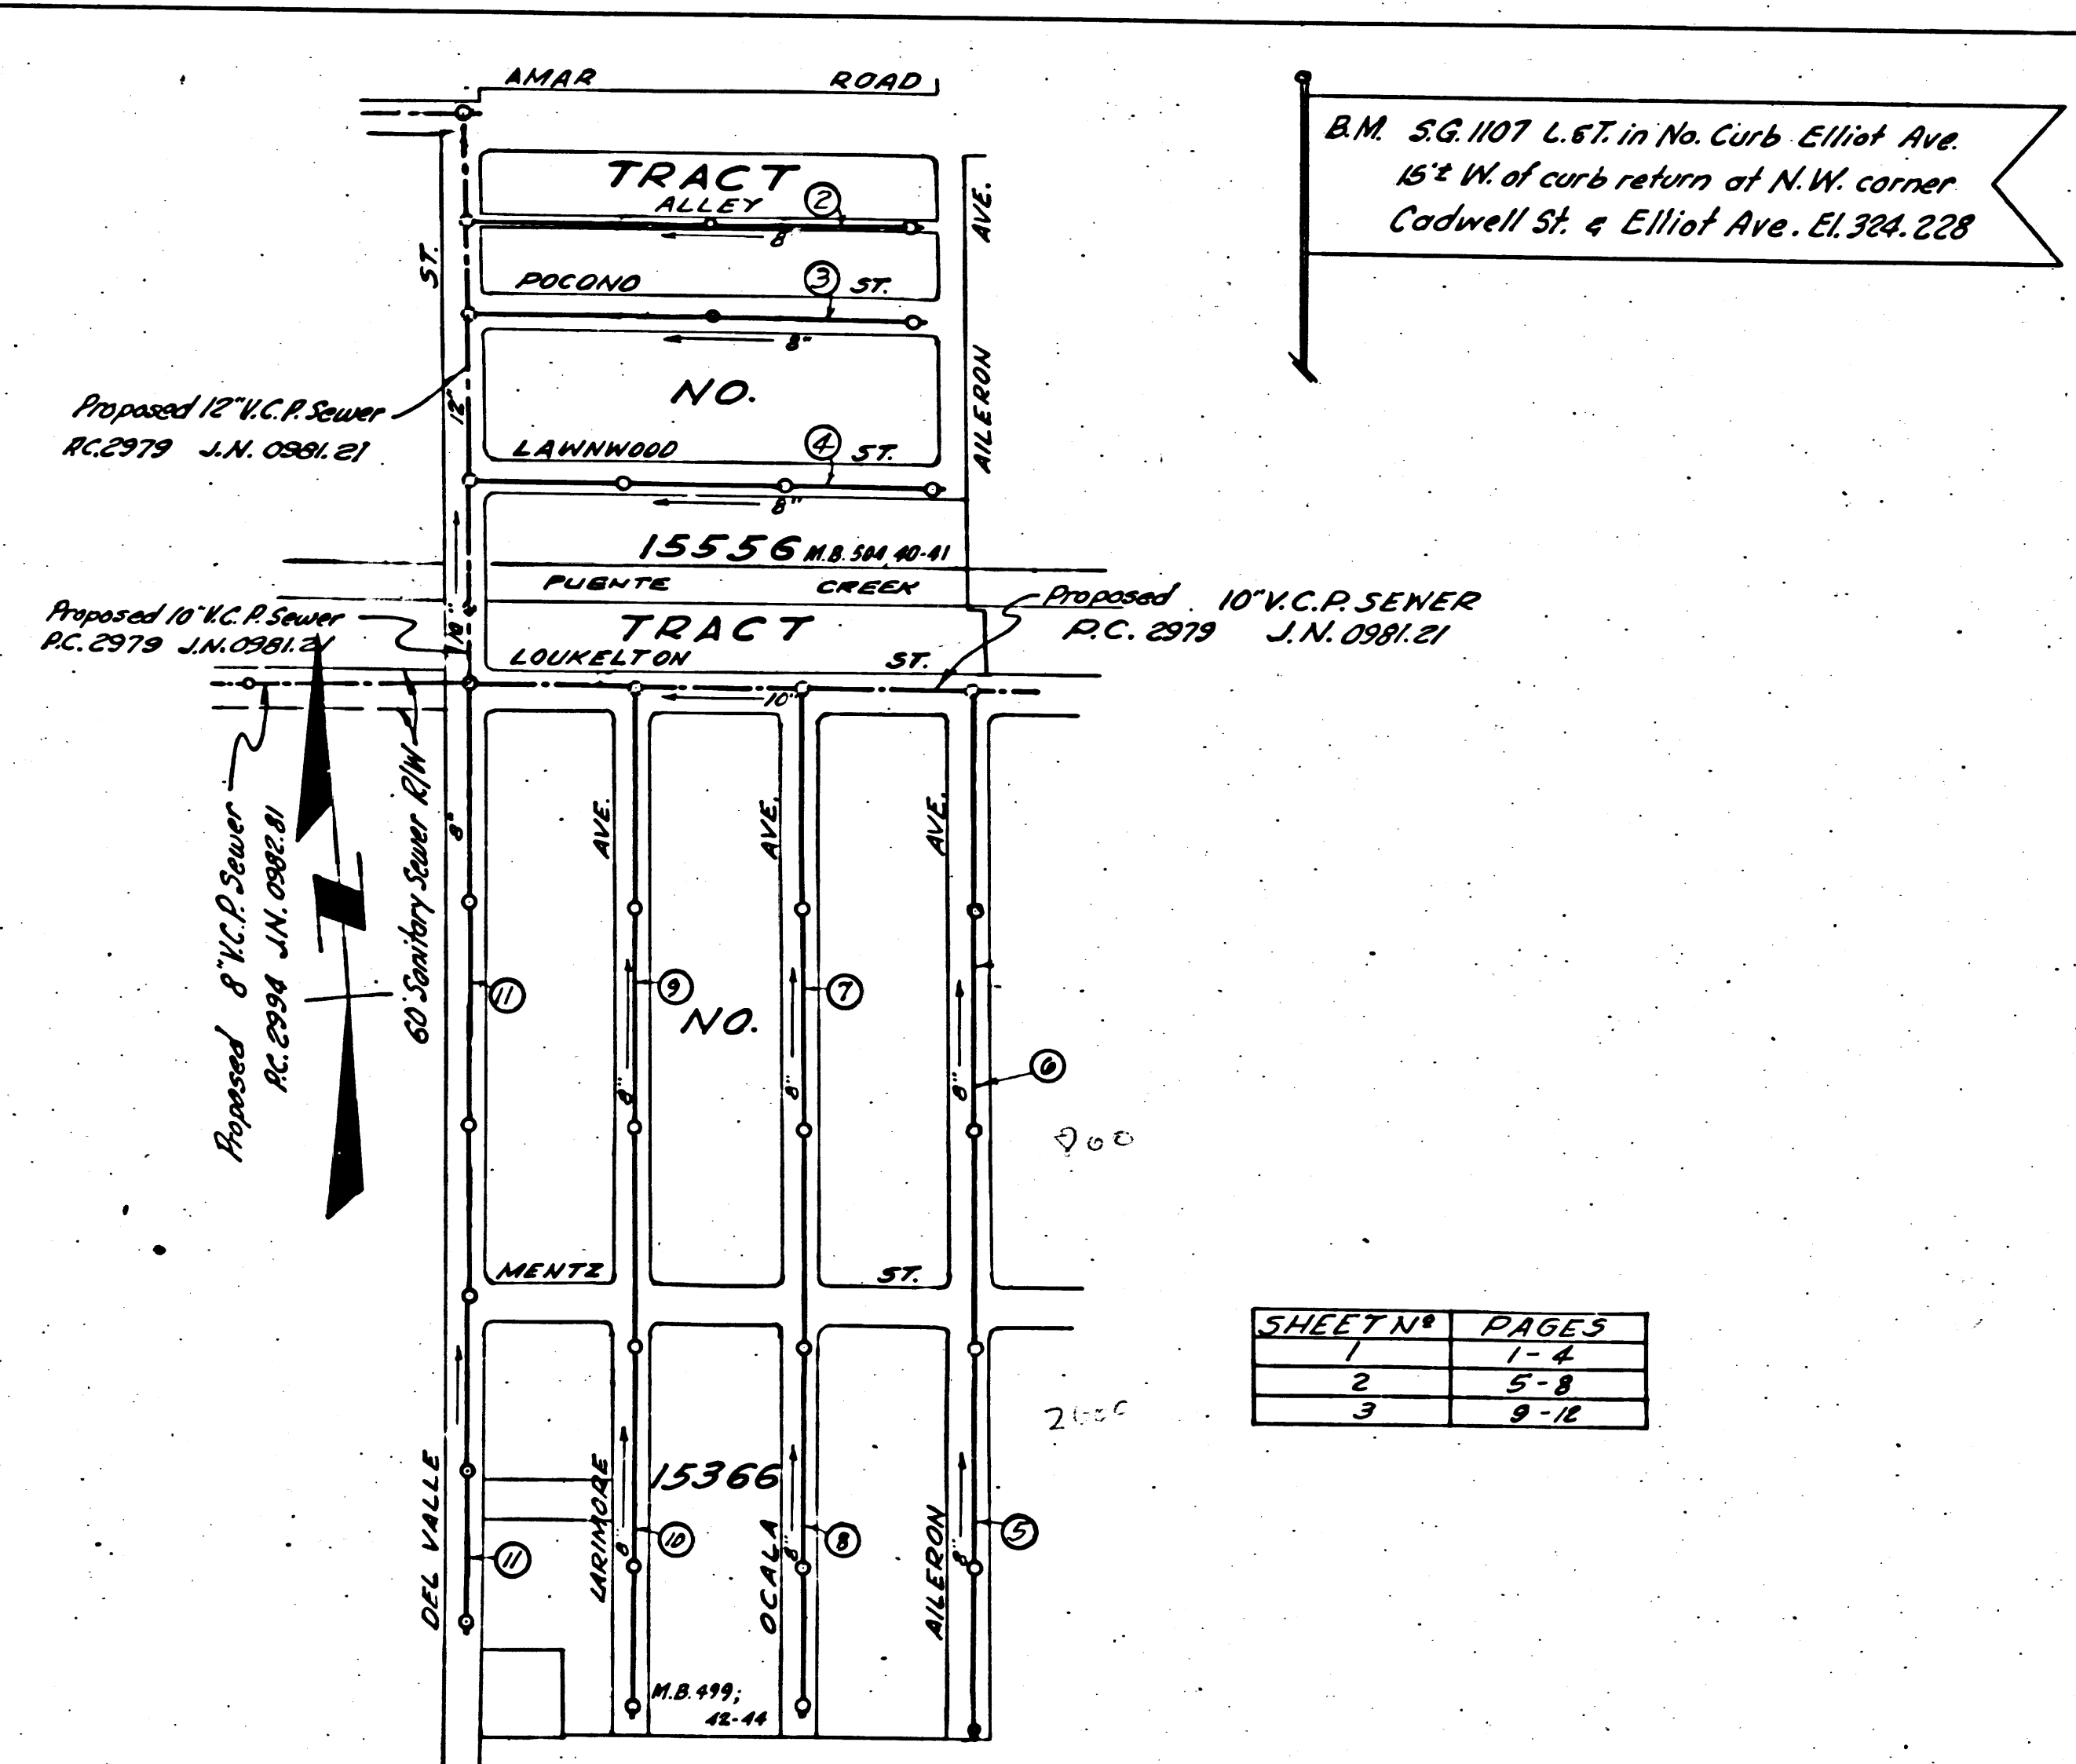 AMAR ROAD
B.M. S.G. 1107 L.&T. in No. Curb Elliot Ave.
15'± W. of curb return at N.W. corner
Cadwell St. & Elliot Ave. El. 324.228
TRACT
ALLEY
2
8"
AVE.
ST.
POCONO ST.
3
8"
NO.
AILERON
Proposed 12" V.C.P. Sewer
P.C. 2979 J.N. 0981.21
12"
LAWNWOOD ST.
4
8"
15556 M.B. 504, 40-41
PUENTE CREEK
Proposed 10" V.C.P. Sewer
P.C. 2979 J.N. 0981.21
10"
Proposed 10" V.C.P. SEWER
P.C. 2979 J.N. 0981.21
TRACT
LOUKELTON ST.
10"
Proposed 8" V.C.P. Sewer
P.C. 2994 J.N. 0982.81
60' Sanitary Sewer R/W
8"
AVE.
AVE.
AVE.
11
9
7
NO.
8"
8"
8"
6
MENTZ ST.
SHEET Nº PAGES
1 1-4
2 5-8
3 9-12
DEL VALLE
LARIMORE
15366
OCALA
AILERON
11
8"
10
8"
8
8"
5
M.B. 499;
42-44